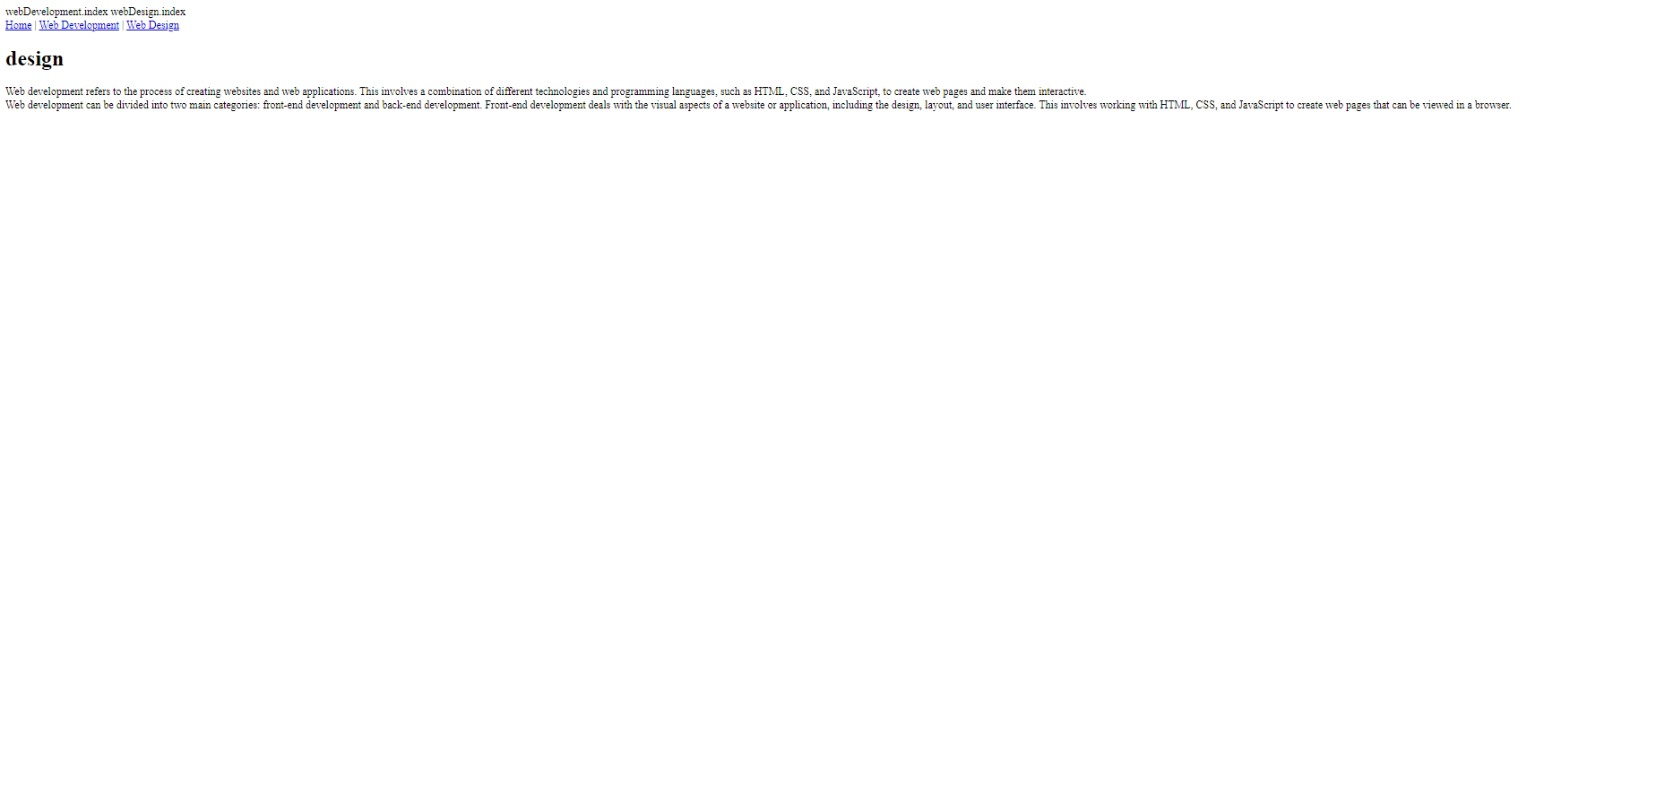 webDevelopment.index webDesign.index
Home | Web Development | Web Design
design
Web development refers to the process of creating websites and web applications. This involves a combination of different technologies and programming languages, such as HTML, CSS, and JavaScript, to create web pages and make them interactive.
Web development can be divided into two main categories: front-end development and back-end development. Front-end development deals with the visual aspects of a website or application, including the design, layout, and user interface. This involves working with HTML, CSS, and JavaScript to create web pages that can be viewed in a browser.